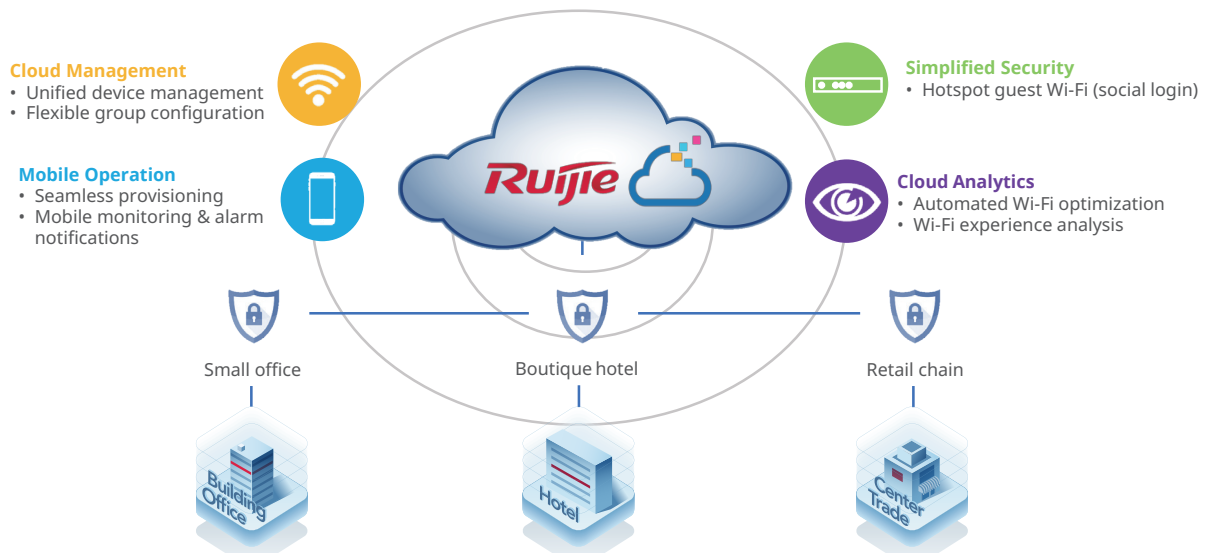 Cloud Management
• Unified device management
• Flexible group configuration
Mobile Operation
• Seamless provisioning
• Mobile monitoring & alarm
notifications
Ruijie
Simplified Security
• Hotspot guest Wi-Fi (social login)
Cloud Analytics
• Automated Wi-Fi optimization
• Wi-Fi experience analysis
Small office
Boutique hotel
Retail chain
Building
Office
Hotel
Center
Trade